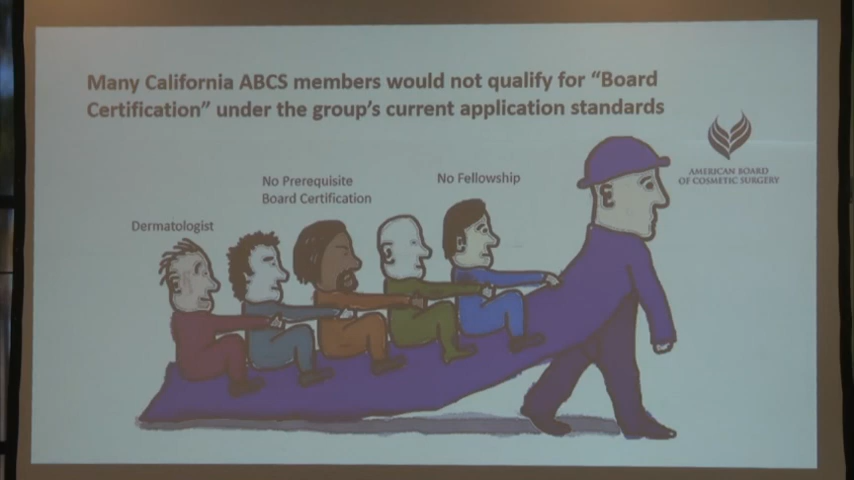 Many California ABCS members would not qualify for “Board
Certification” under the group’s current application standards
AMERICAN BOARD
OF COSMETIC SURGERY
No Prerequisite
Board Certification
No Fellowship
Dermatologist